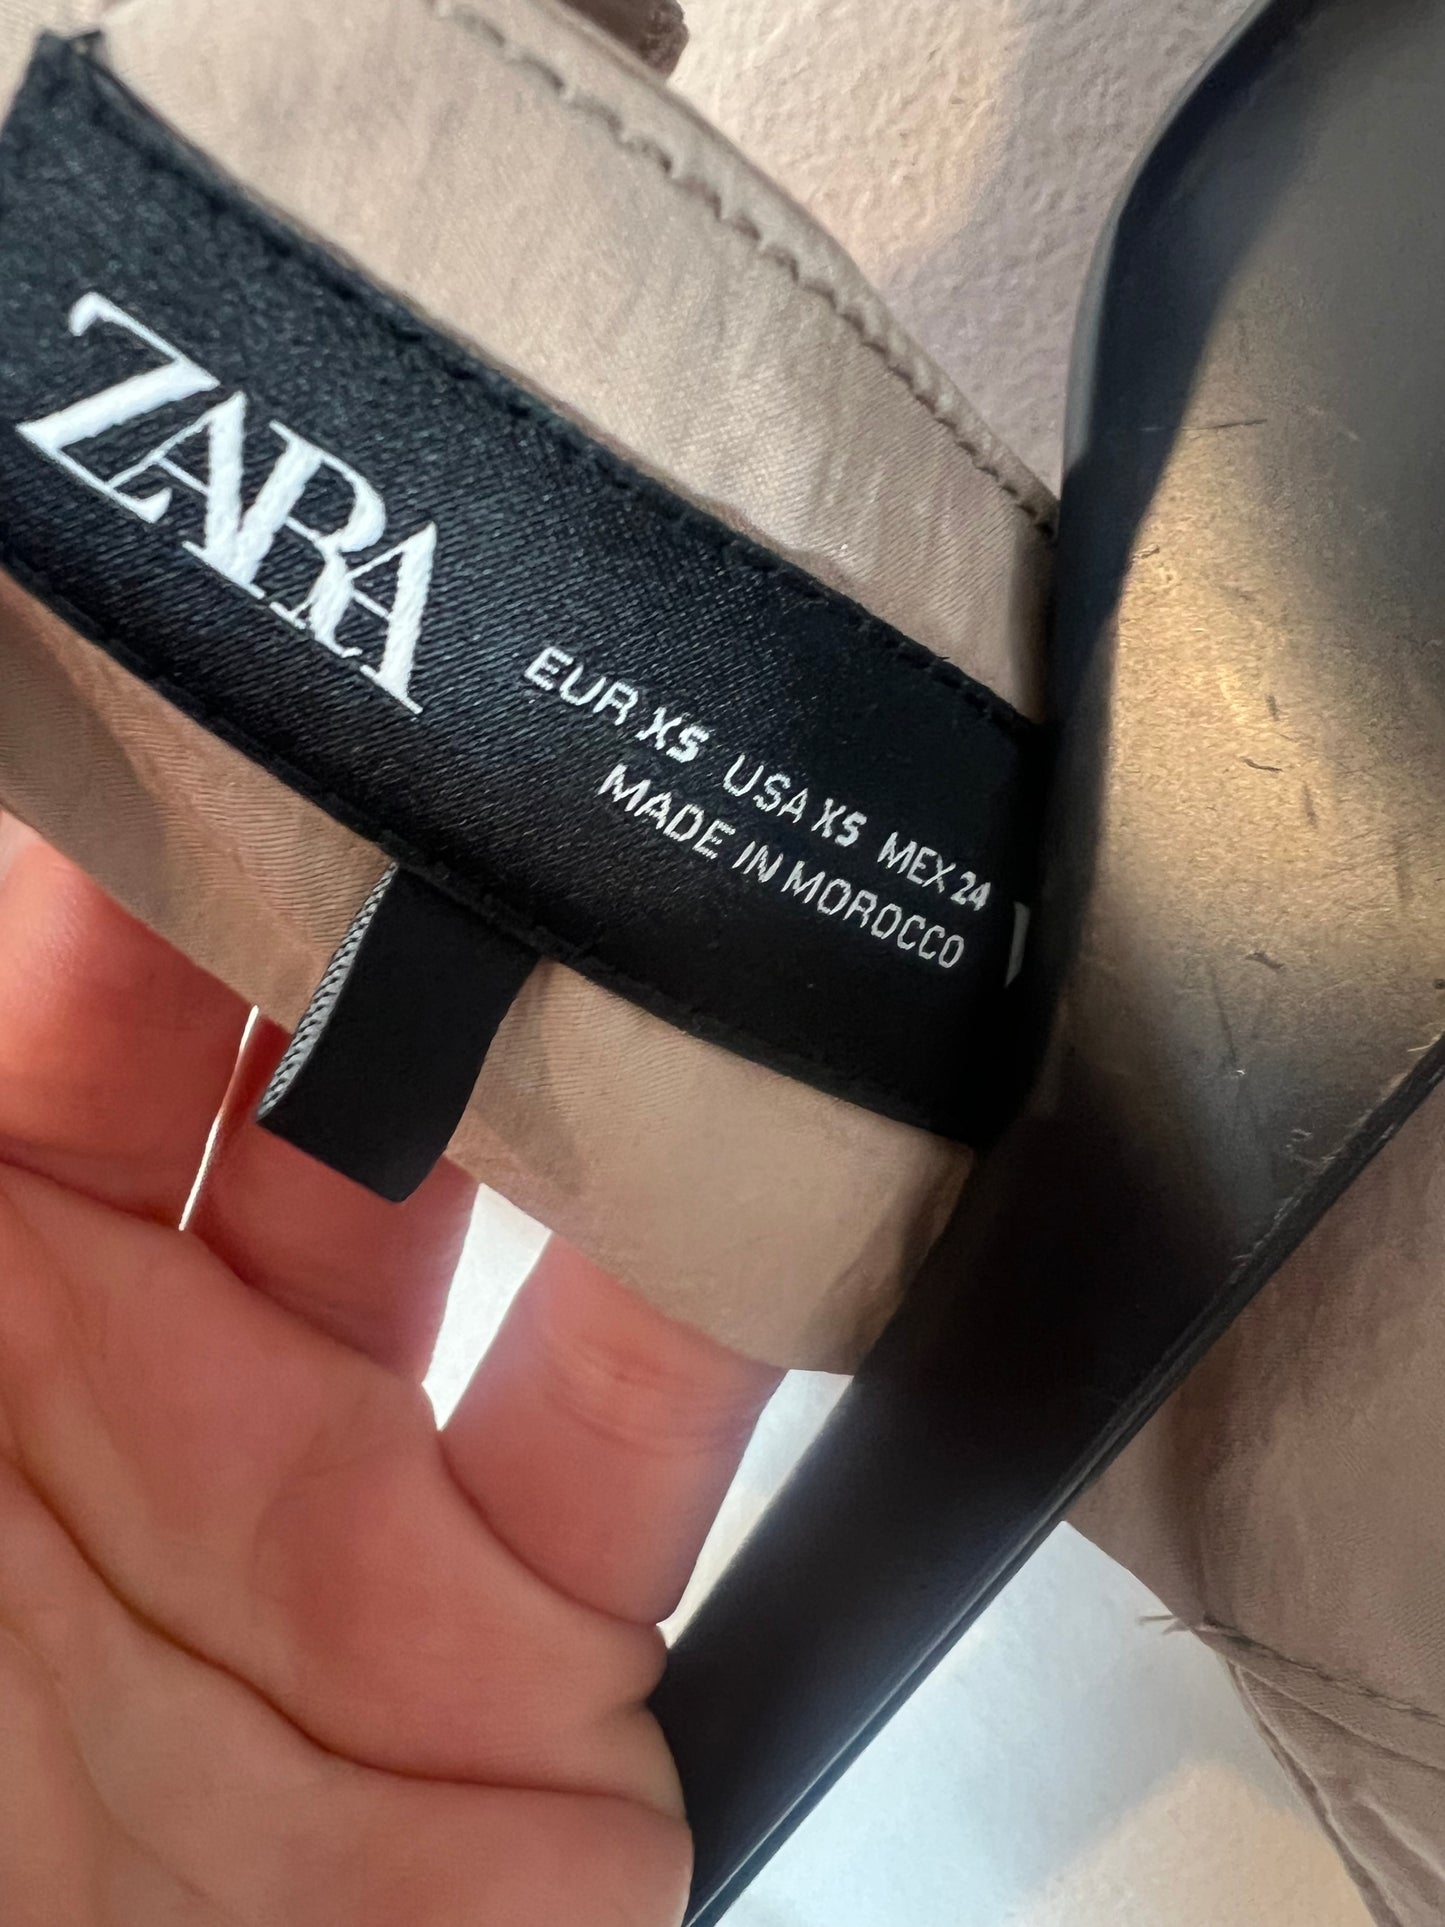 ZARA
EUR XS USA XS MEX 24
MADE IN MOROCCO